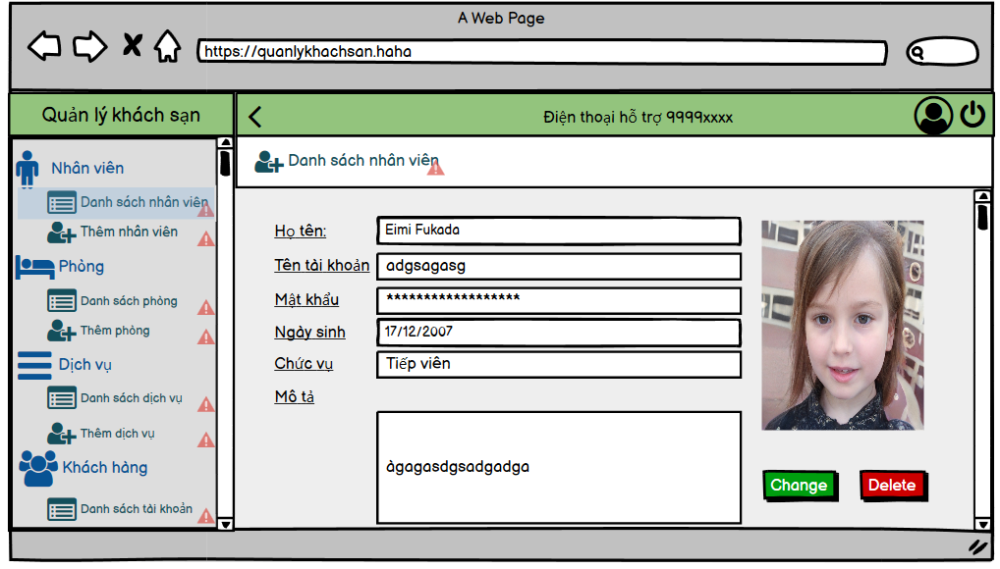 A Web Page
https://quanlykhachsan.haha
Quản lý khách sạn
Điện thoại hỗ trợ 9999xxxx
Nhân viên
Danh sách nhân viên
Thêm nhân viên
Phòng
Danh sách phòng
Thêm phòng
Dịch vụ
Danh sách dịch vụ
Thêm dịch vụ
Khách hàng
Danh sách tài khoản
Danh sách nhân viên
Họ tên:
Eimi Fukada
Tên tài khoản
adgsagasg
Mật khẩu
******************
Ngày sinh
17/12/2007
Chức vụ
Tiếp viên
Mô tả
àgagasdgsadgadga
Change
Delete